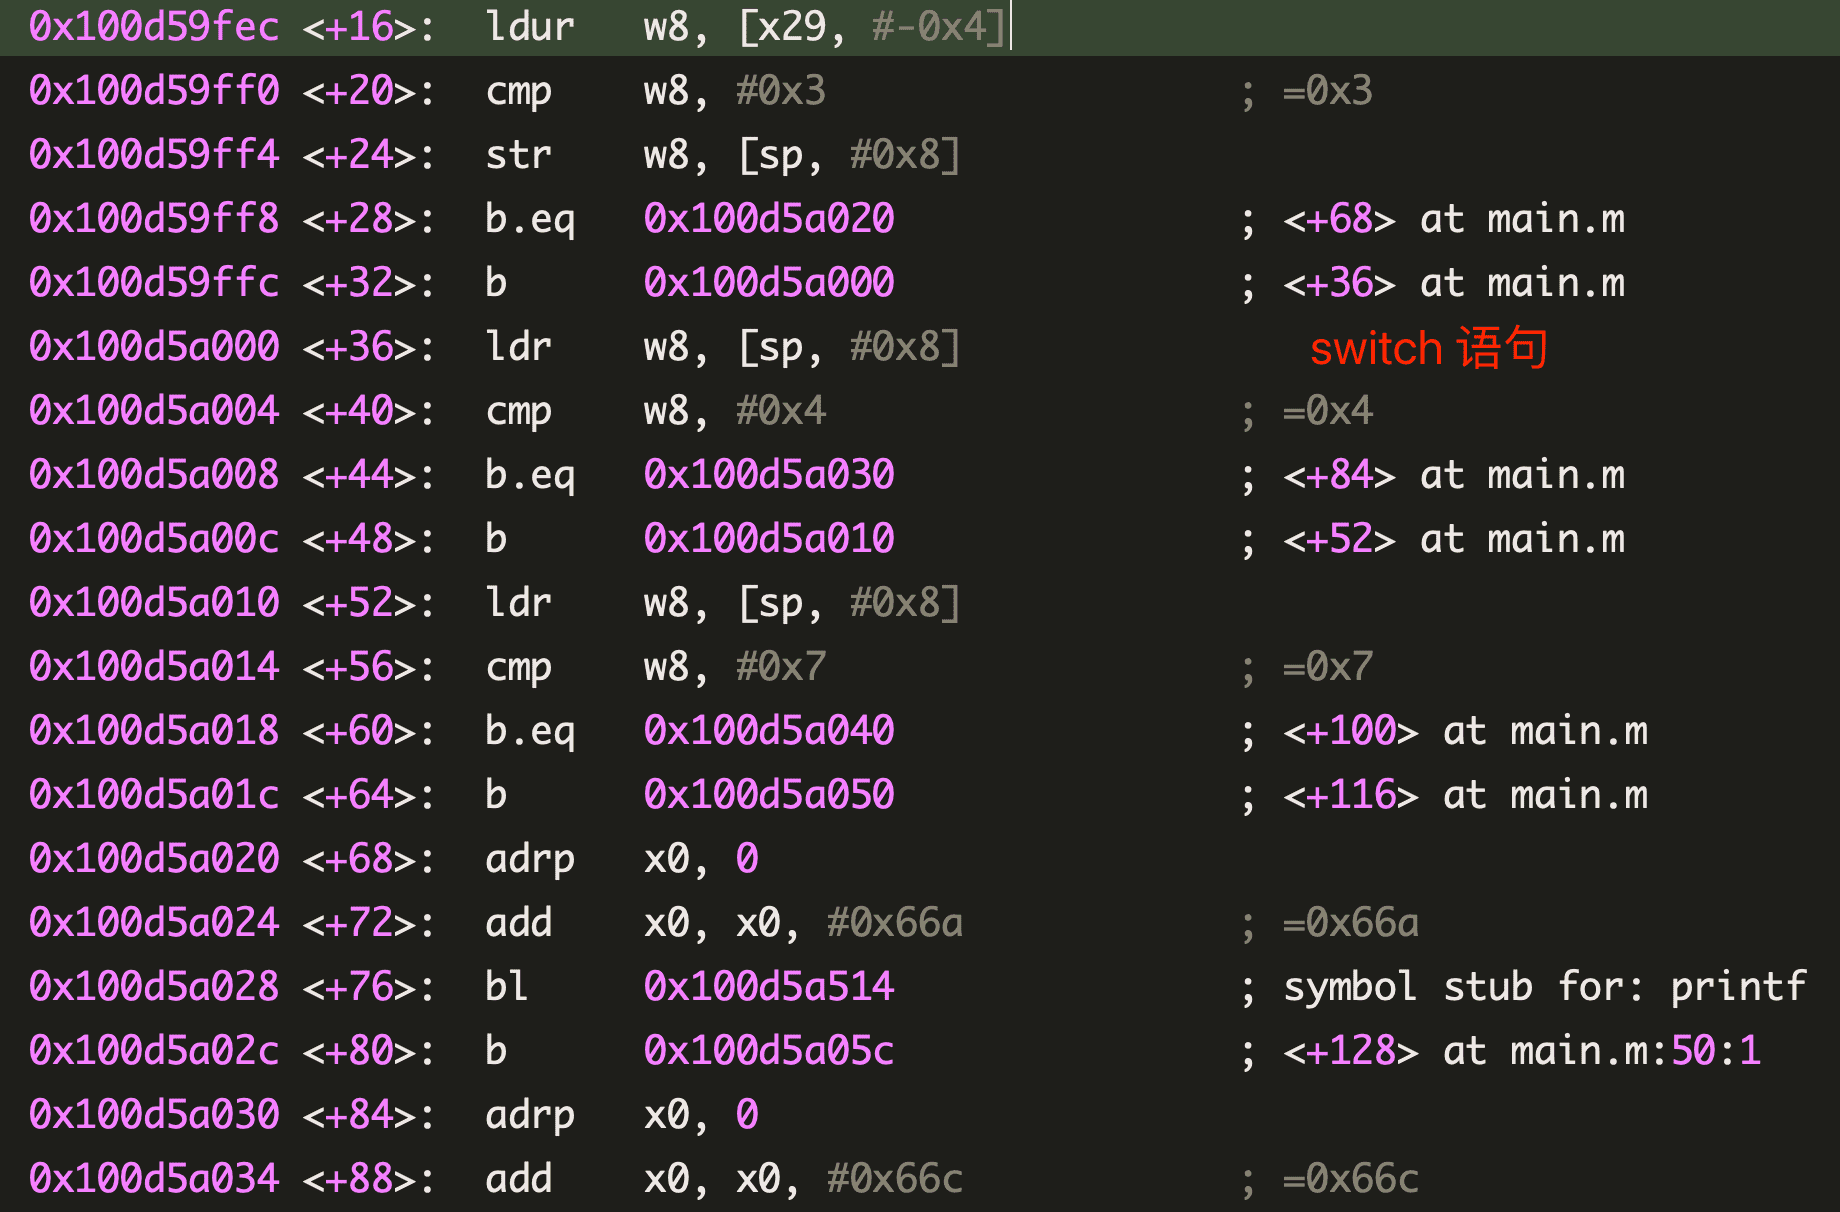 0x100d59fec <+16>: ldur w8, [x29, #-0x4]
0x100d59ff0 <+20>: cmp w8, #0x3 ; =0x3
0x100d59ff4 <+24>: str w8, [sp, #0x8]
0x100d59ff8 <+28>: b.eq 0x100d5a020 ; <+68> at main.m
0x100d59ffc <+32>: b 0x100d5a000 ; <+36> at main.m
0x100d5a000 <+36>: ldr w8, [sp, #0x8] switch 语句
0x100d5a004 <+40>: cmp w8, #0x4 ; =0x4
0x100d5a008 <+44>: b.eq 0x100d5a030 ; <+84> at main.m
0x100d5a00c <+48>: b 0x100d5a010 ; <+52> at main.m
0x100d5a010 <+52>: ldr w8, [sp, #0x8]
0x100d5a014 <+56>: cmp w8, #0x7 ; =0x7
0x100d5a018 <+60>: b.eq 0x100d5a040 ; <+100> at main.m
0x100d5a01c <+64>: b 0x100d5a050 ; <+116> at main.m
0x100d5a020 <+68>: adrp x0, 0
0x100d5a024 <+72>: add x0, x0, #0x66a ; =0x66a
0x100d5a028 <+76>: bl 0x100d5a514 ; symbol stub for: printf
0x100d5a02c <+80>: b 0x100d5a05c ; <+128> at main.m:50:1
0x100d5a030 <+84>: adrp x0, 0
0x100d5a034 <+88>: add x0, x0, #0x66c ; =0x66c